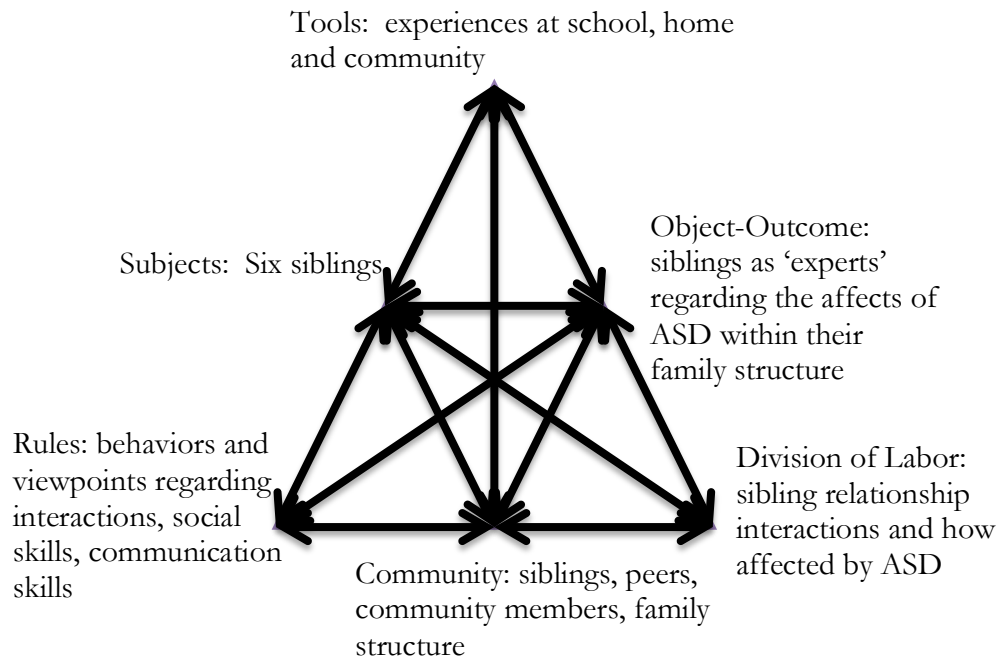 Tools:  experiences at school, home
and community
Subjects:  Six siblings
Object-Outcome:
siblings as ‘experts’
regarding the affects of
ASD within their
family structure
Rules: behaviors and
viewpoints regarding
interactions, social
skills, communication
skills
Community: siblings, peers,
community members, family
structure
Division of Labor:
sibling relationship
interactions and how
affected by ASD